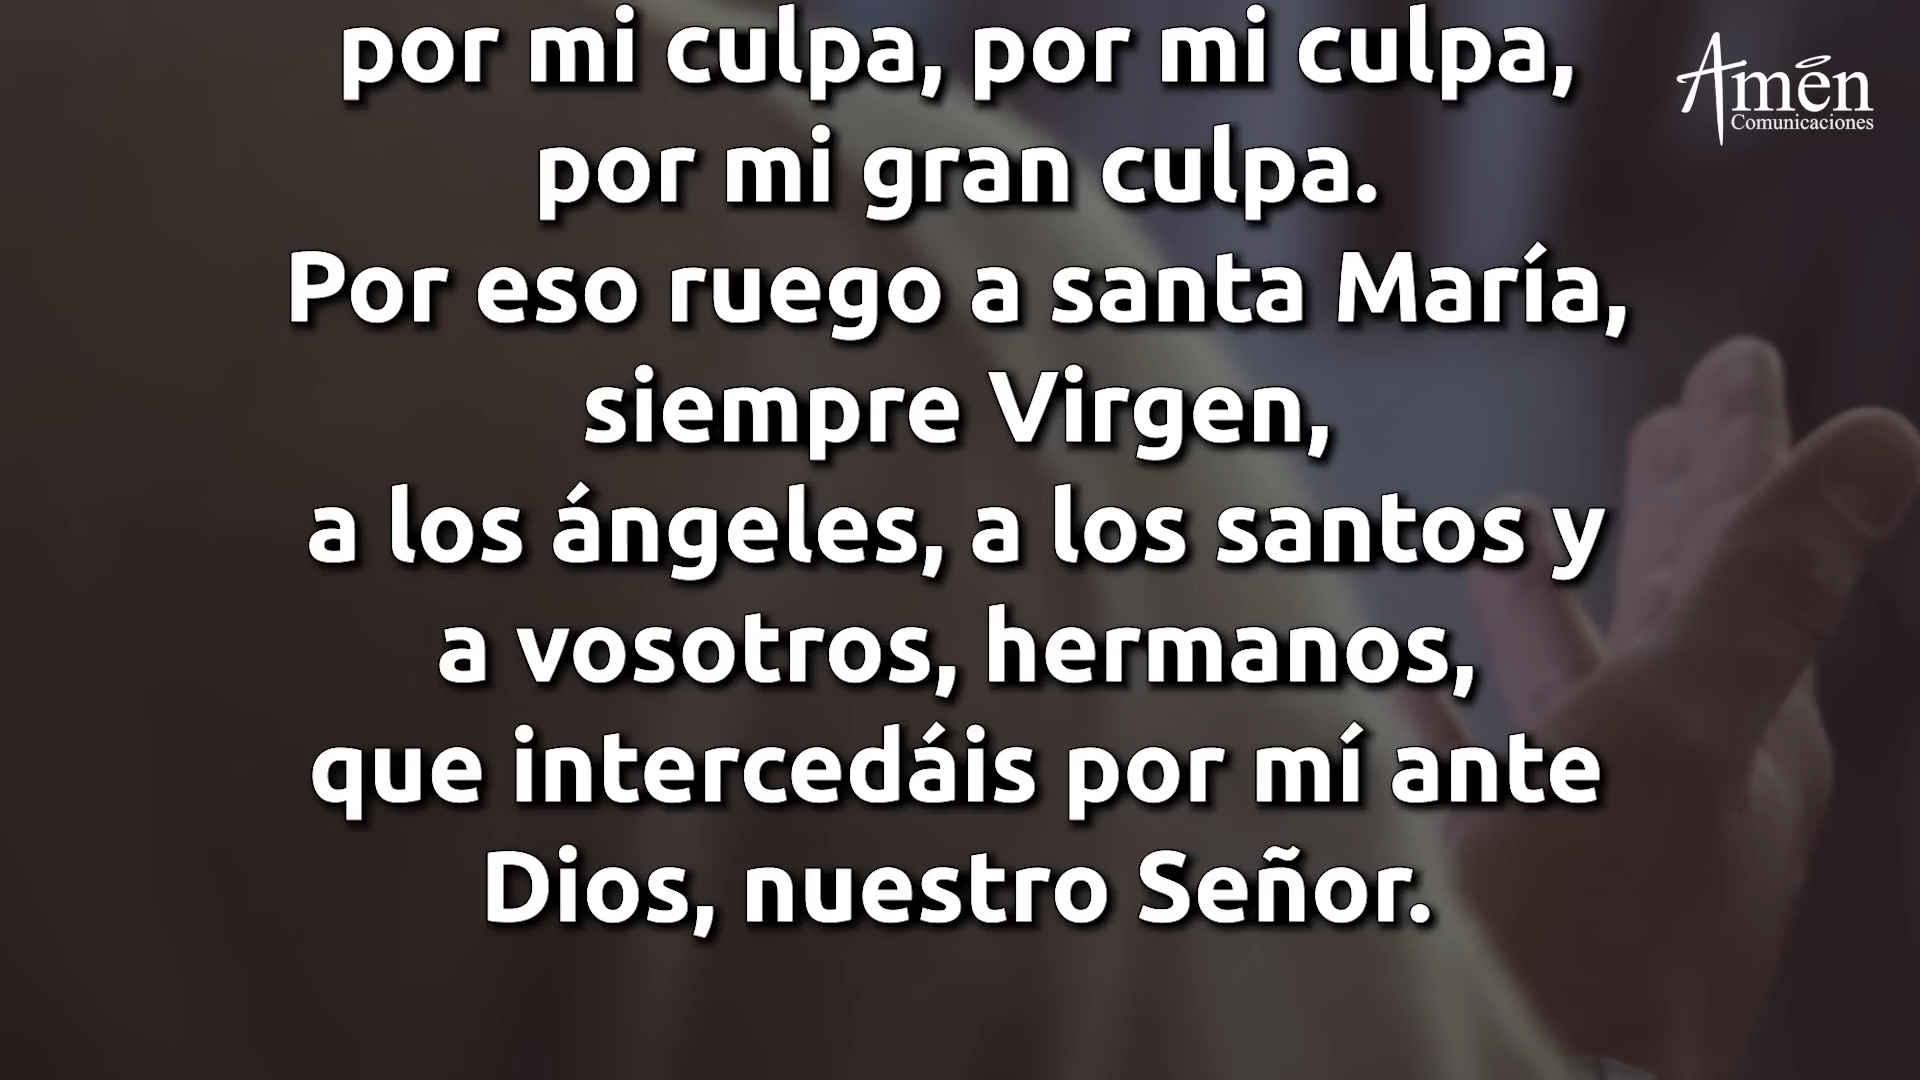 por mi culpa, por mi culpa,
por mi gran culpa.
Por eso ruego a santa María,
siempre Virgen,
a los ángeles, a los santos y
a vosotros, hermanos,
que intercedáis por mí ante
Dios, nuestro Señor.
Amén
Comunicaciones